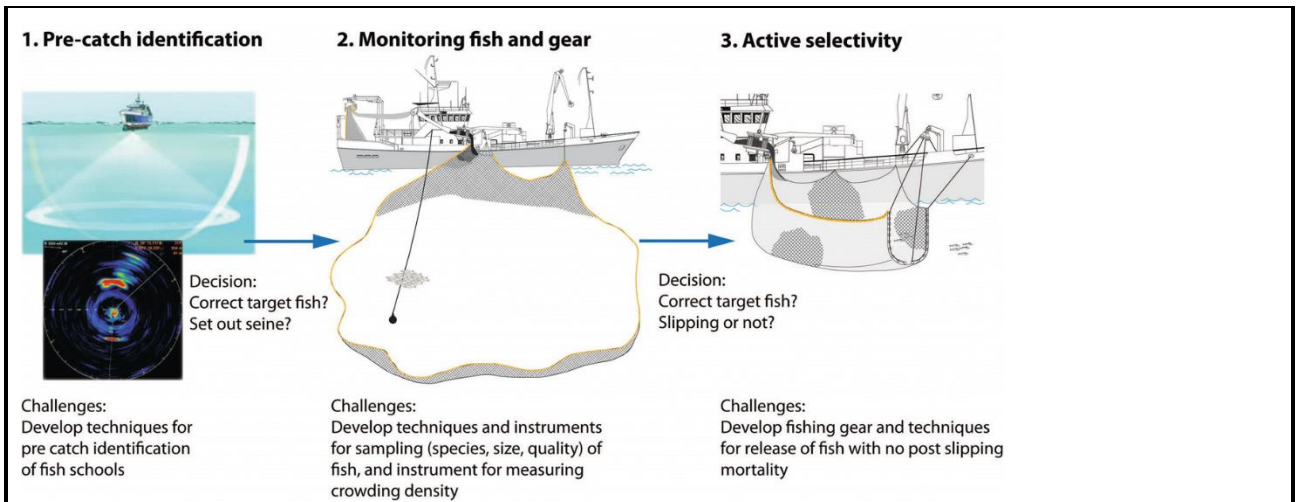 1. Pre-catch identification
2. Monitoring fish and gear
3. Active selectivity
Decision:
Correct target fish?
Set out seine?
Decision:
Correct target fish?
Slipping or not?
Challenges:
Develop techniques for
pre catch identification
of fish schools
Challenges:
Develop techniques and instruments
for sampling (species, size, quality) of
fish, and instrument for measuring
crowding density
Challenges:
Develop fishing gear and techniques
for release of fish with no post slipping
mortality